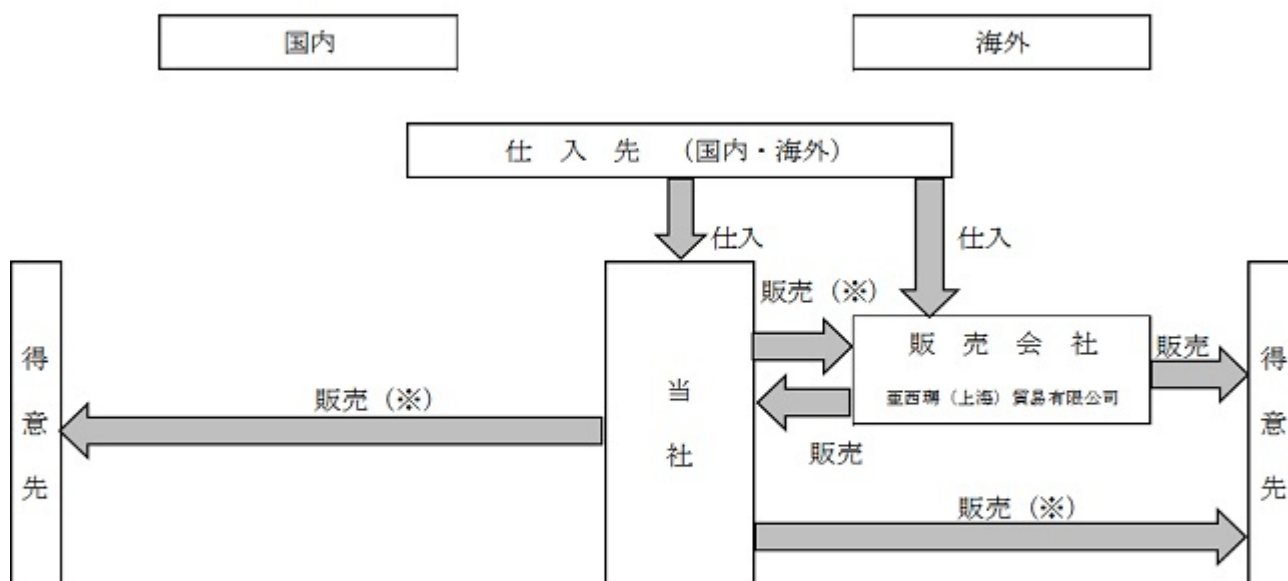 国内
海外
仕 入 先 (国内・海外)
仕入
仕入
販売 (※)
販 売 会 社
亜西瑪 (上海) 貿易有限公司
販売
販売
当社
販売 (※)
得意先
得意先
販売 (※)